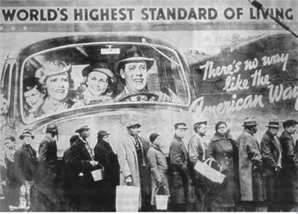 WORLD'S HIGHEST STANDARD OF LIVING
There's no way
like the
American Way